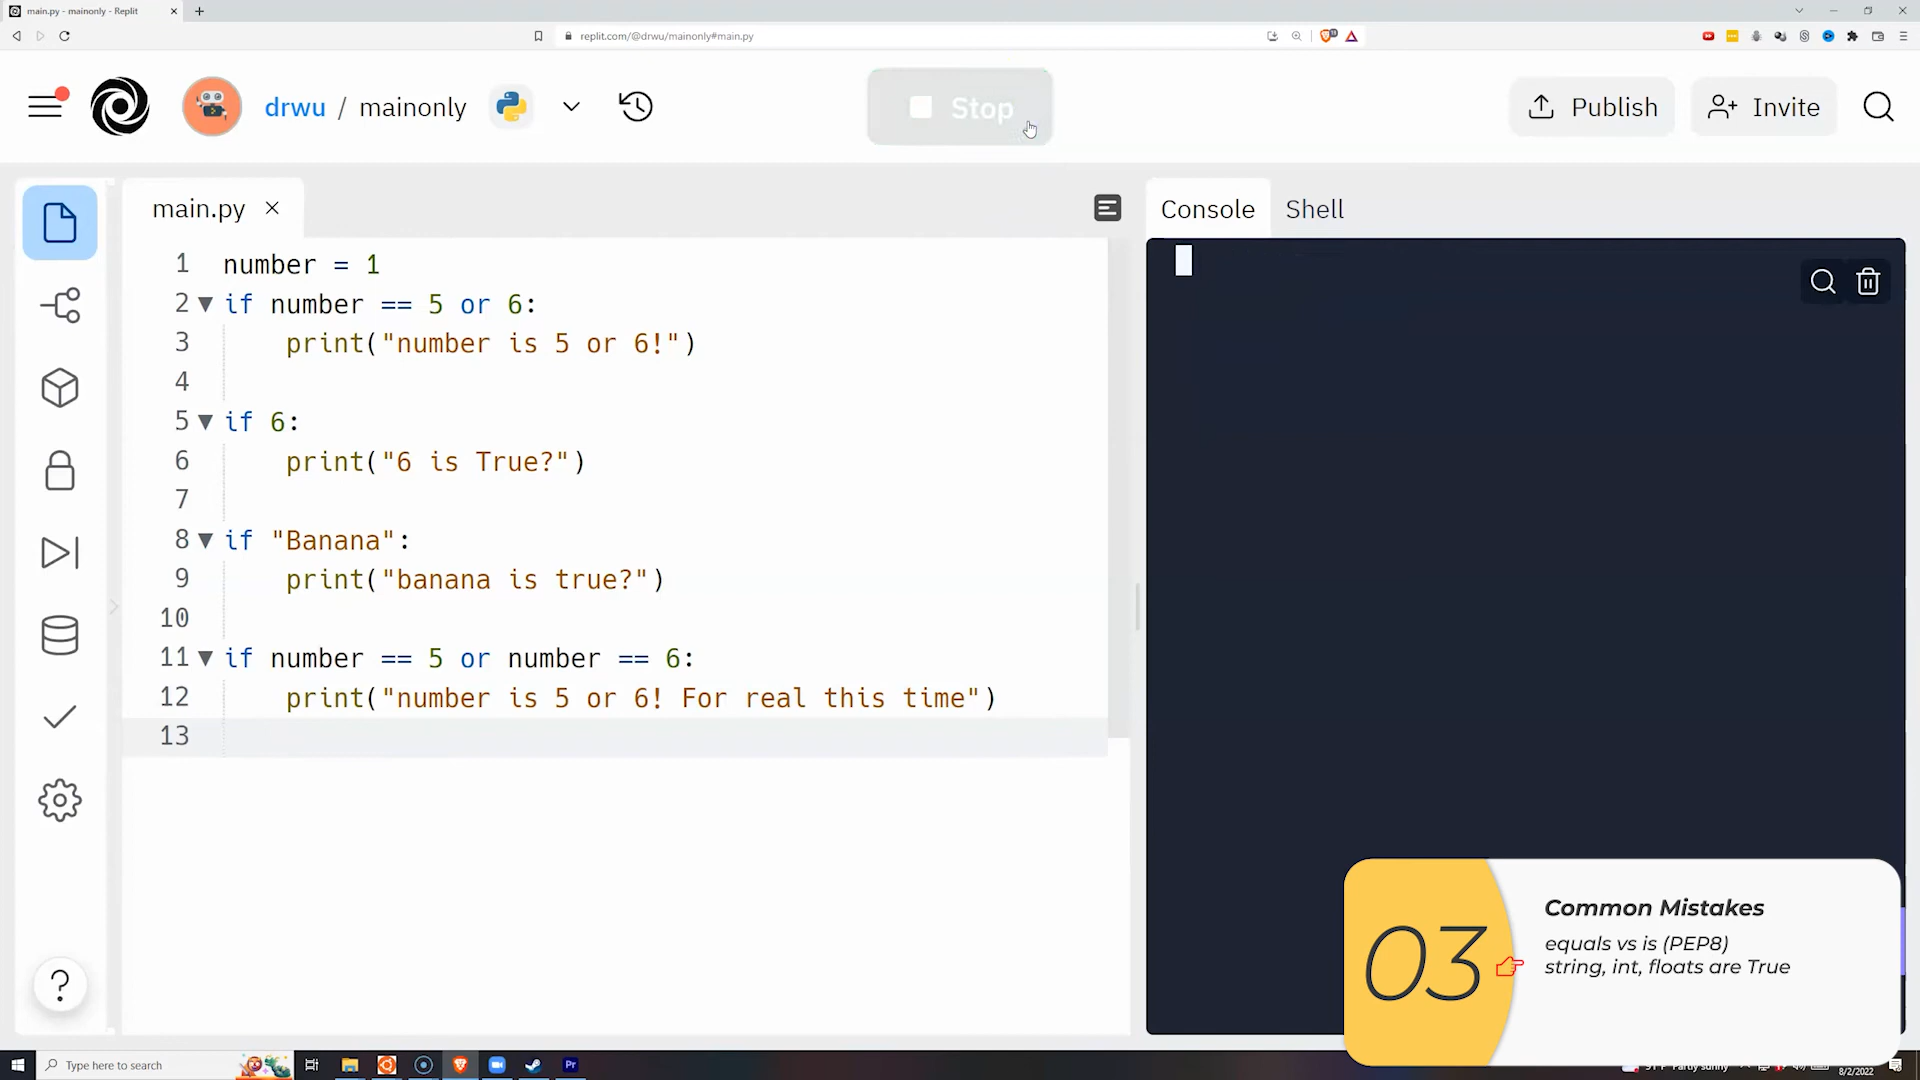 main.py - mainonly - Replit
replit.com/@drwu/mainonly#main.py
drwu / mainonly
Stop
Publish
Invite
main.py
Console
Shell
1 number = 1
2 if number == 5 or 6:
3 print("number is 5 or 6!")
4
5 if 6:
6 print("6 is True?")
7
8 if "Banana":
9 print("banana is true?")
10
11 if number == 5 or number == 6:
12 print("number is 5 or 6! For real this time")
13
03
Common Mistakes
equals vs is (PEP8)
string, int, floats are True
?
Type here to search
Pr
Partly sunny
8/2/2022